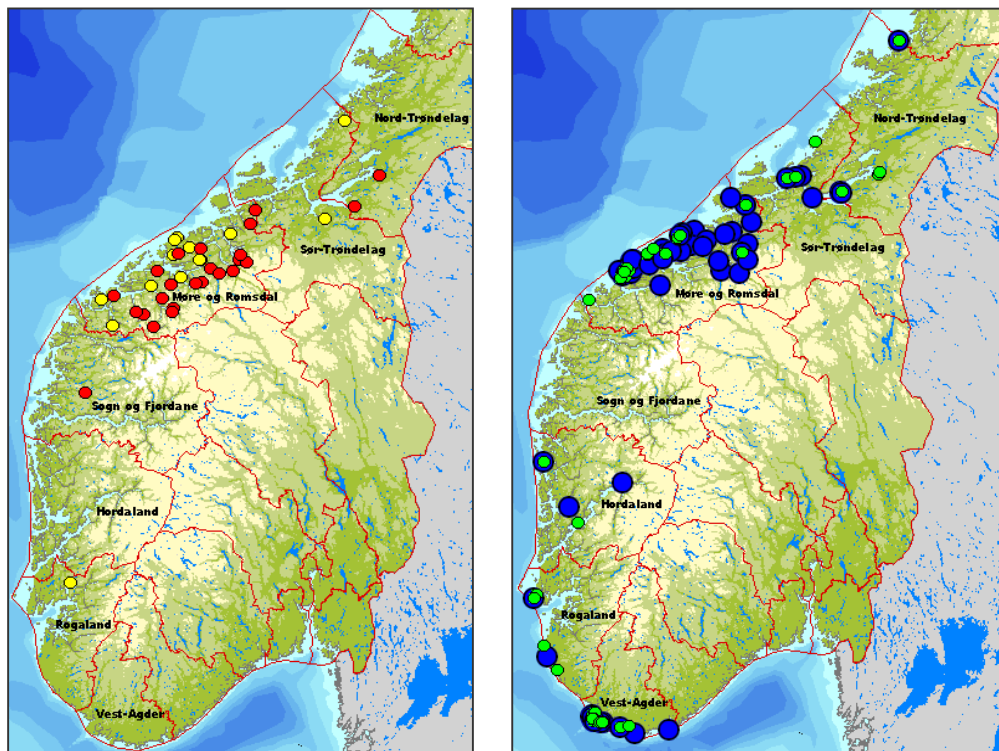 Nord-Trøndelag
Sør-Trøndelag
Møre og Romsdal
Sogn og Fjordane
Hordaland
Rogaland
Vest-Agder
Nord-Trøndelag
Sør-Trøndelag
Møre og Romsdal
Sogn og Fjordane
Hordaland
Rogaland
Vest-Agder